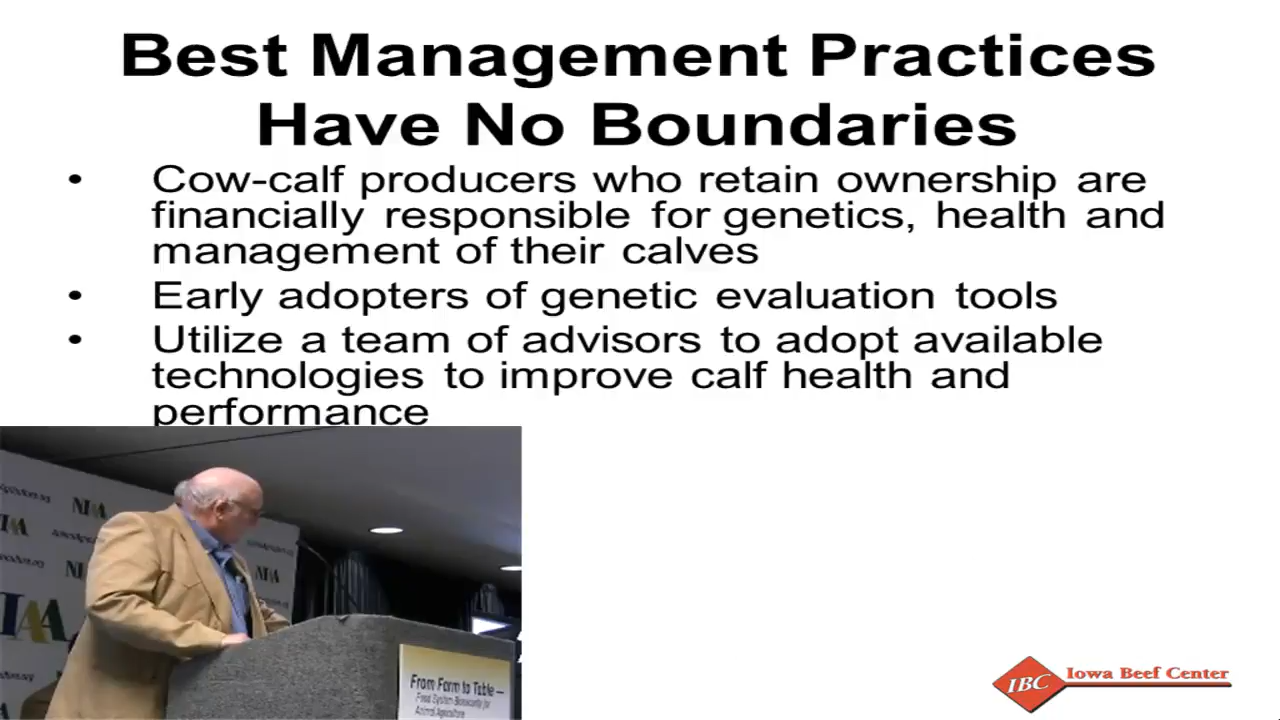 Best Management Practices
Have No Boundaries
• Cow-calf producers who retain ownership are
financially responsible for genetics, health and
management of their calves
• Early adopters of genetic evaluation tools
• Utilize a team of advisors to adopt available
technologies to improve calf health and
performance
NIAA
NIAA
From Farm to Table —
Food System Biosecurity for
Animal Agriculture
IBC Iowa Beef Center